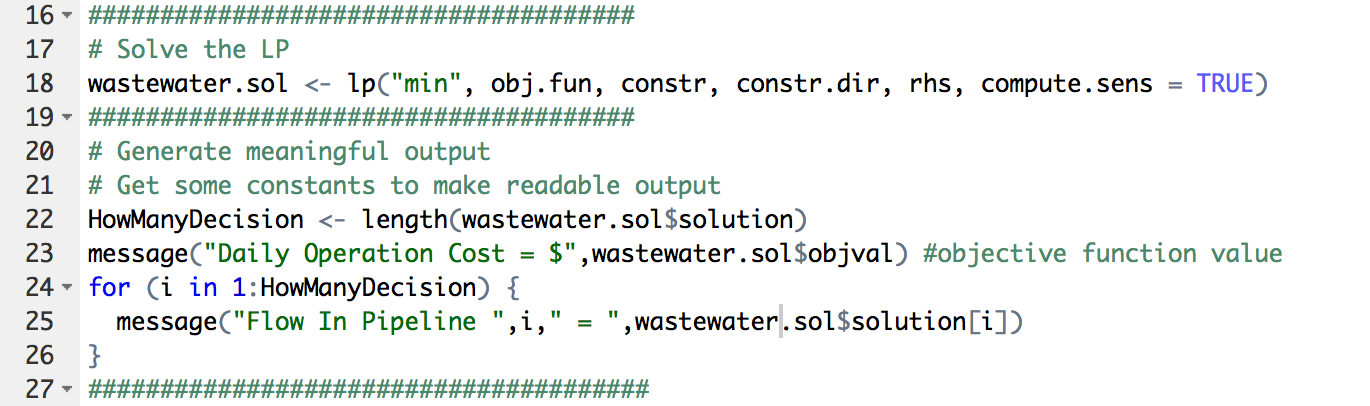 16 ######################################
17 # Solve the LP
18 wastewater.sol <- lp("min", obj.fun, constr, constr.dir, rhs, compute.sens = TRUE)
19 ######################################
20 # Generate meaningful output
21 # Get some constants to make readable output
22 HowManyDecision <- length(wastewater.sol$solution)
23 message("Daily Operation Cost = $",wastewater.sol$objval) #objective function value
24 for (i in 1:HowManyDecision) {
25   message("Flow In Pipeline ",i," = ",wastewater.sol$solution[i])
26 }
27 #######################################